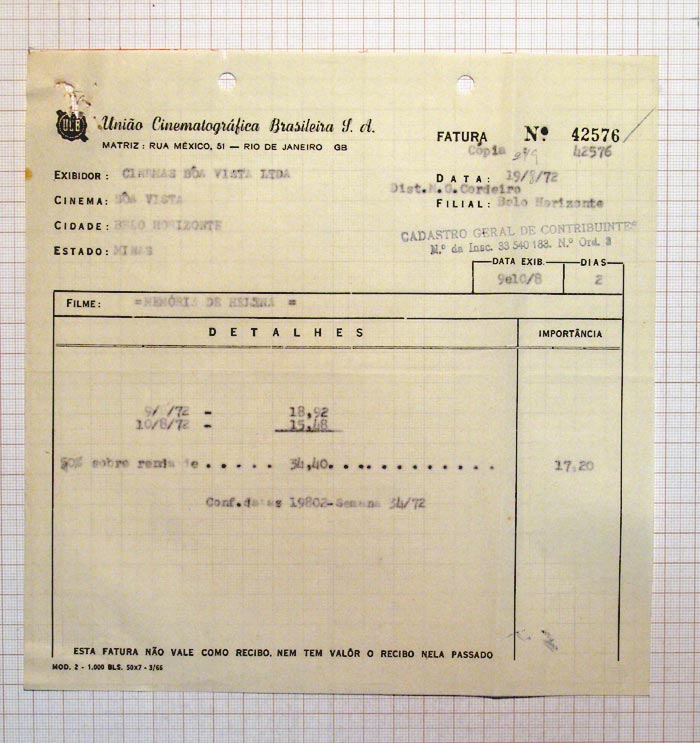 UCB
União Cinematográfica Brasileira S. A.
MATRIZ: RUA MÉXICO, 51 — RIO DE JANEIRO GB
FATURA Nº 42576
Cópia 42576
EXIBIDOR: CINEMAS BÔA VISTA LTDA
DATA: 19/8/72
Dist.M.G.Cordeiro
CINEMA: BÔA VISTA
FILIAL: Belo Horizonte
CIDADE: BELO HORIZONTE
CADASTRO GERAL DE CONTRIBUINTES
N.º da Insc. 33 540 188. N.º Ord. 3
ESTADO: MINAS
DATA EXIB. DIAS
9e10/8 2
FILME: =MEMÓRIA DE HELENA =
DETALHES IMPORTÂNCIA
9/ /72 - 18,92
10/8/72 - 15,48
50% sobre renda de . . . . . 34,40. . . . . . . . . . . . 17,20
Conf.datas 19802-Semana 34/72
ESTA FATURA NÃO VALE COMO RECIBO, NEM TEM VALÔR O RECIBO NELA PASSADO
MOD. 2 - 1.000 BLS. 50x7 - 3/66